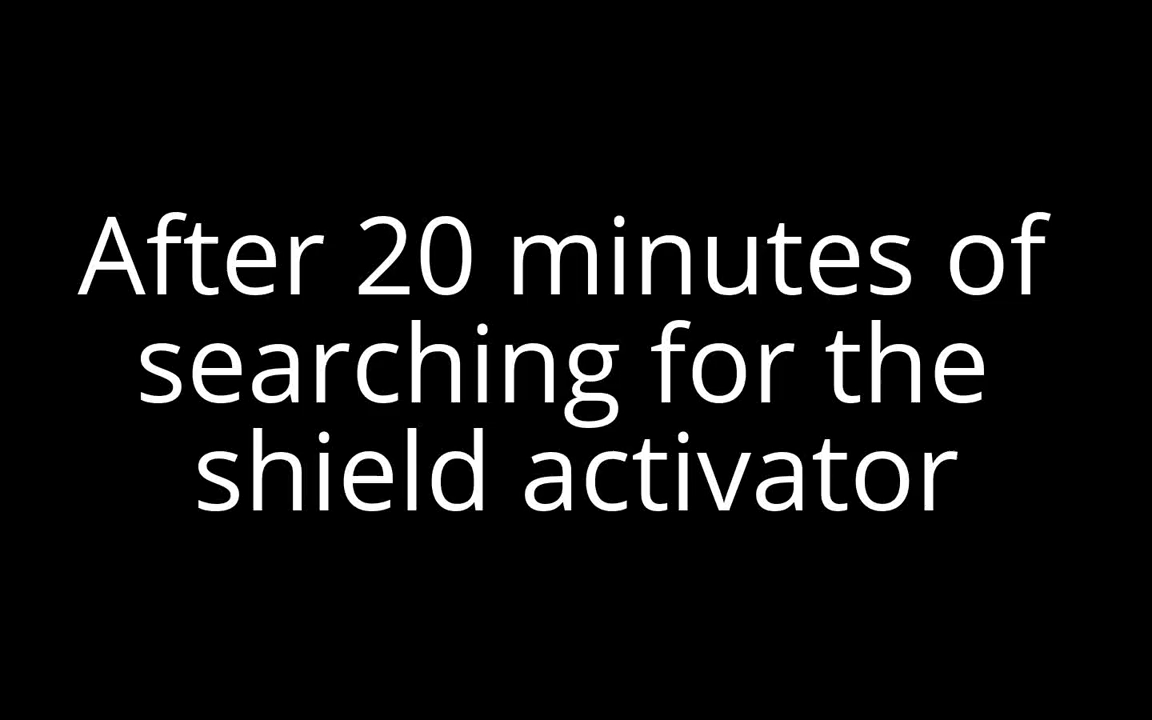 After 20 minutes of
searching for the
shield activator